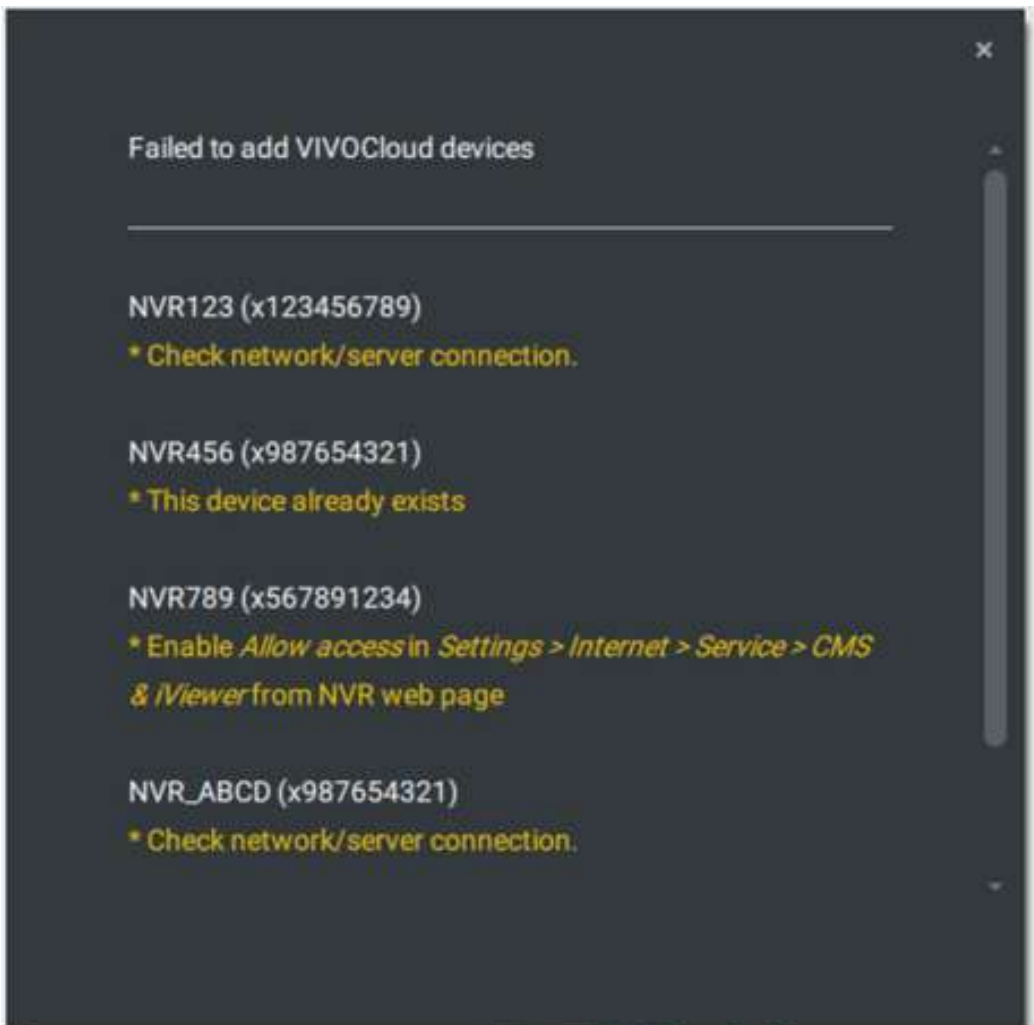 Failed to add VIVOCloud devices
NVR123 (x123456789)
* Check network/server connection.
NVR456 (x987654321)
* This device already exists
NVR789 (x567891234)
* Enable Allow access in Settings > Internet > Service > CMS
& iViewer from NVR web page
NVR_ABCD (x987654321)
* Check network/server connection.